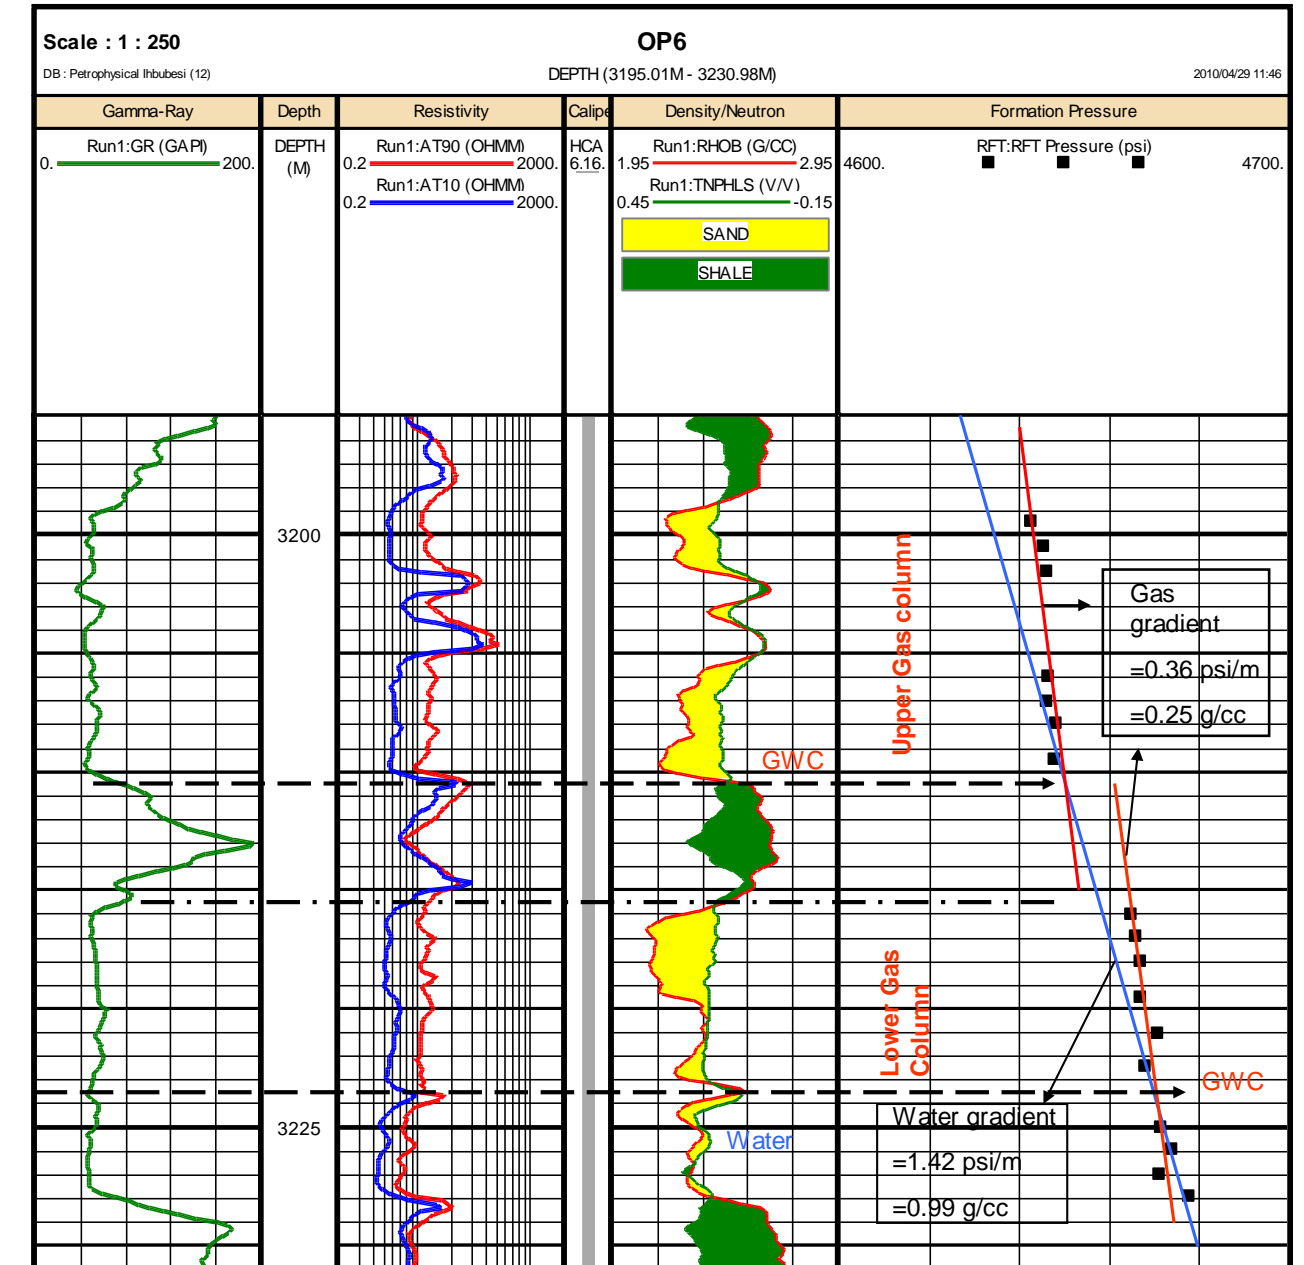 Scale : 1 : 250
OP6
DB : Petrophysical Ihbubesi (12)
DEPTH (3195.01M - 3230.98M)
2010/04/29 11:46
Gamma-Ray
Depth
Resistivity
Calipe
Density/Neutron
Formation Pressure
Run1:GR (GAPI)
0.
200.
DEPTH
(M)
Run1:AT90 (OHMM)
0.2
2000.
Run1:AT10 (OHMM)
0.2
2000.
HCA
6.16.
Run1:RHOB (G/CC)
1.95
2.95
Run1:TNPHLS (V/V)
0.45
-0.15
SAND
SHALE
RFT:RFT Pressure (psi)
4600.
4700.
3200
Upper Gas column
Gas
gradient
=0.36 psi/m
=0.25 g/cc
GWC
Lower Gas
Column
GWC
3225
Water
Water gradient
=1.42 psi/m
=0.99 g/cc